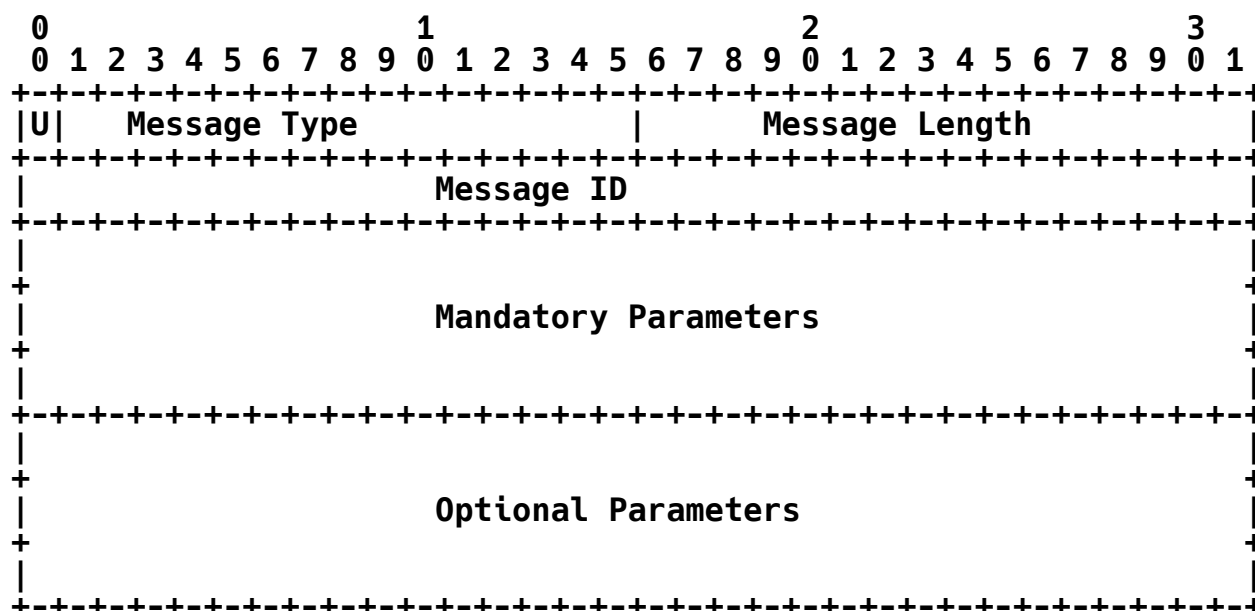 0                   1                   2                   3
 0 1 2 3 4 5 6 7 8 9 0 1 2 3 4 5 6 7 8 9 0 1 2 3 4 5 6 7 8 9 0 1
+-+-+-+-+-+-+-+-+-+-+-+-+-+-+-+-+-+-+-+-+-+-+-+-+-+-+-+-+-+-+-+-+
|U|   Message Type              |      Message Length           |
+-+-+-+-+-+-+-+-+-+-+-+-+-+-+-+-+-+-+-+-+-+-+-+-+-+-+-+-+-+-+-+-+
|                     Message ID                                |
+-+-+-+-+-+-+-+-+-+-+-+-+-+-+-+-+-+-+-+-+-+-+-+-+-+-+-+-+-+-+-+-+
|                                                               |
+                                                               +
|                     Mandatory Parameters                      |
+                                                               +
|                                                               |
+-+-+-+-+-+-+-+-+-+-+-+-+-+-+-+-+-+-+-+-+-+-+-+-+-+-+-+-+-+-+-+-+
|                                                               |
+                                                               +
|                     Optional Parameters                       |
+                                                               +
|                                                               |
+-+-+-+-+-+-+-+-+-+-+-+-+-+-+-+-+-+-+-+-+-+-+-+-+-+-+-+-+-+-+-+-+